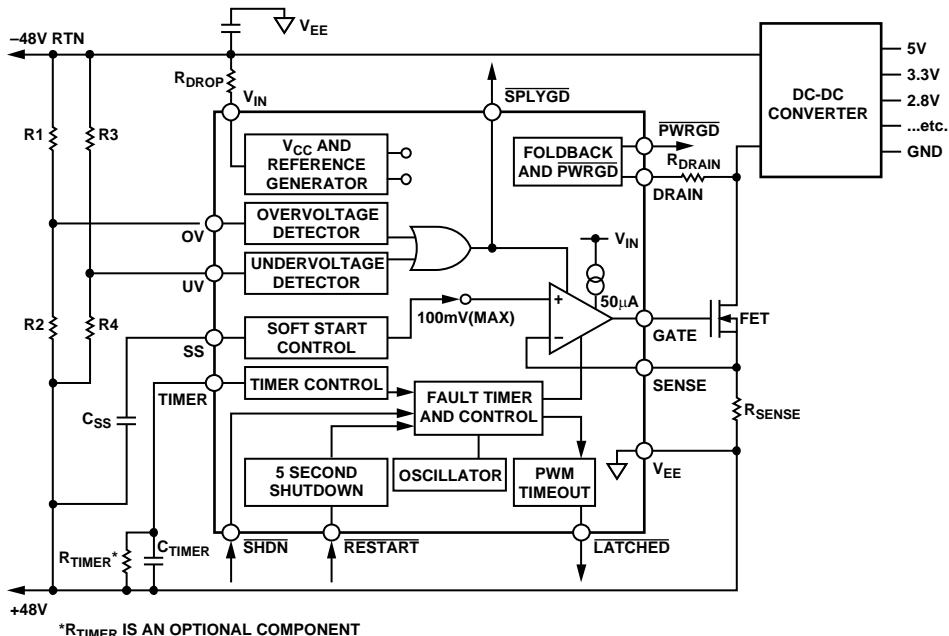 V_EE
–48V RTN
R_DROP
V_IN
SPLYGD
DC-DC
CONVERTER
5V
3.3V
2.8V
...etc.
GND
R1
R3
V_CC AND
REFERENCE
GENERATOR
FOLDBACK
AND PWRGD
PWRGD
R_DRAIN
DRAIN
OV
OVERVOLTAGE
DETECTOR
V_IN
UV
UNDERVOLTAGE
DETECTOR
50μA
R2
R4
SS
SOFT START
CONTROL
100mV(MAX)
+
–
GATE
FET
TIMER
TIMER CONTROL
SENSE
C_SS
FAULT TIMER
AND CONTROL
R_SENSE
5 SECOND
SHUTDOWN
OSCILLATOR
PWM
TIMEOUT
V_EE
R_TIMER*
C_TIMER
SHDN
RESTART
LATCHED
+48V
*R_TIMER IS AN OPTIONAL COMPONENT